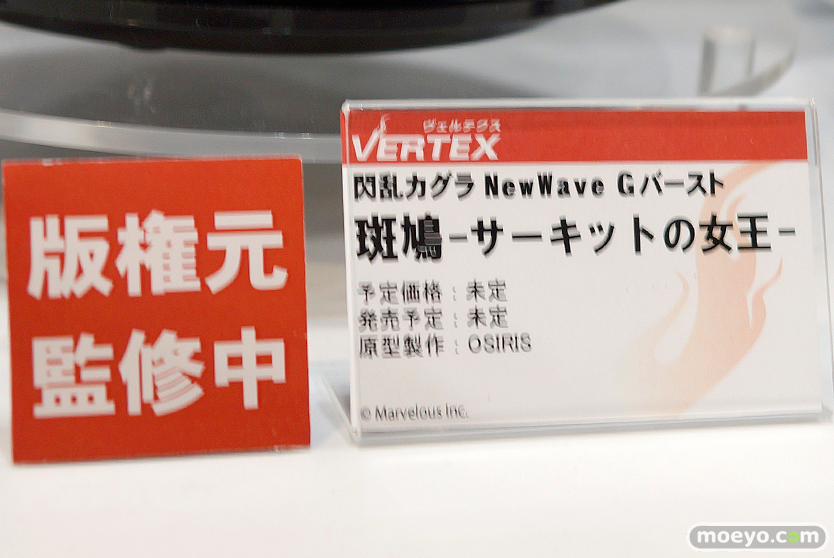 版権元
監修中
ヴェルテクス
VERTEX
閃乱カグラ NewWave Gバースト
斑鳩-サーキットの女王-
予定価格：未定
発売予定：未定
原型製作：OSIRIS
© Marvelous Inc.
moeyo.com